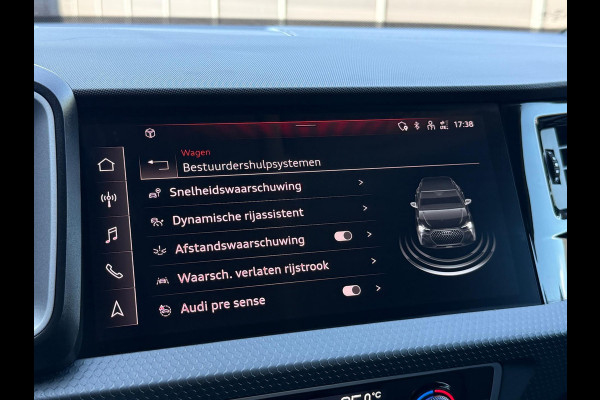 17:38
Wagen
Bestuurdershulpsystemen
Snelheidswaarschuwing
Dynamische rijassistent
Afstandswaarschuwing
Waarsch. verlaten rijstrook
Audi pre sense